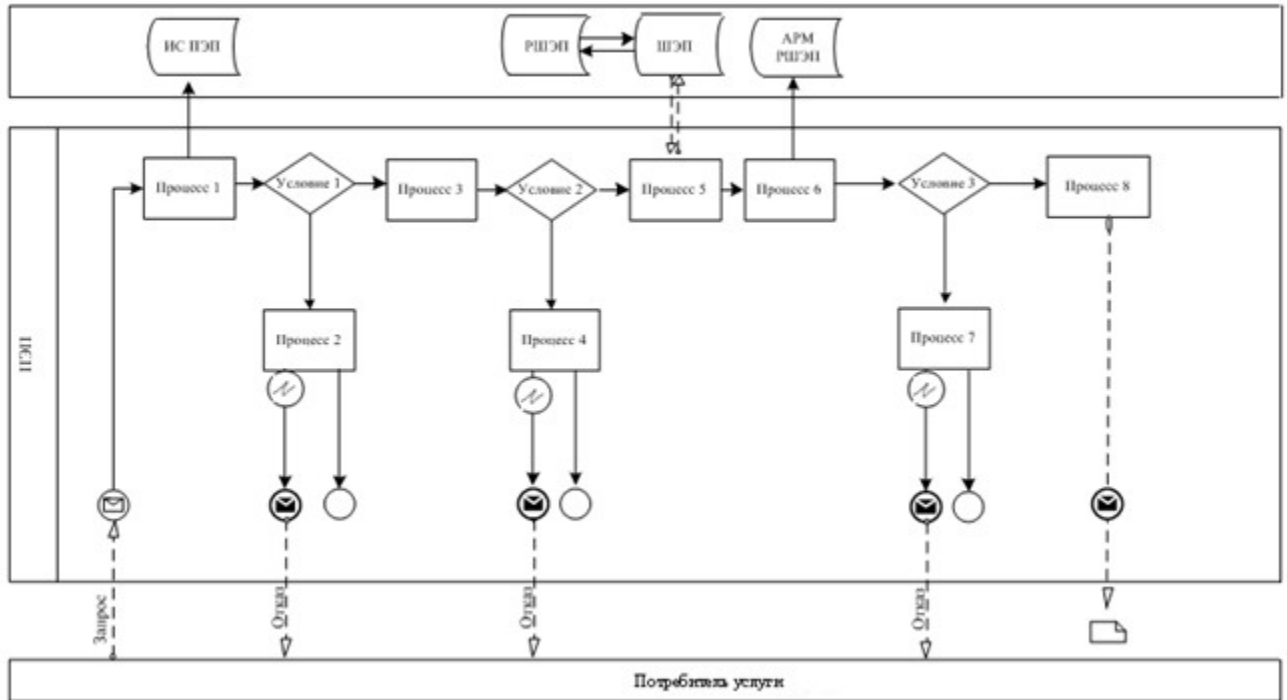 ИС ПЭП
РШЭП
ШЭП
АРМ
РШЭП
Процесс 1
Условие 1
Процесс 3
Условие 2
Процесс 5
Процесс 6
Условие 3
Процесс 8
Процесс 2
Процесс 4
Процесс 7
ПЭП
Запрос
Отказ
Отказ
Отказ
Потребитель услуги